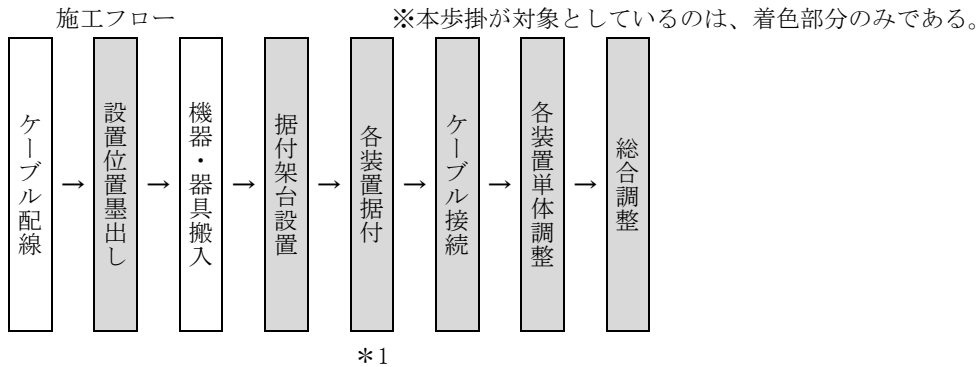 施工フロー
※本歩掛が対象としているのは、着色部分のみである。
ケーブル配線
→
設置位置墨出し
→
機器・器具搬入
→
据付架台設置
→
各装置据付
→
ケーブル接続
→
各装置単体調整
→
総合調整
＊1